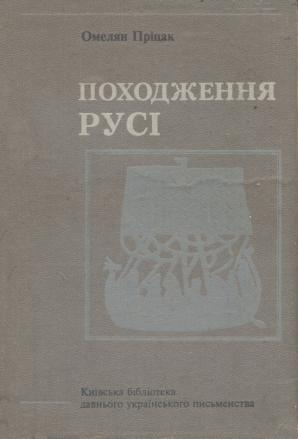 Омелян Пріцак
ПОХОДЖЕННЯ
РУСІ
Київська бібліотека
давнього українського письменства